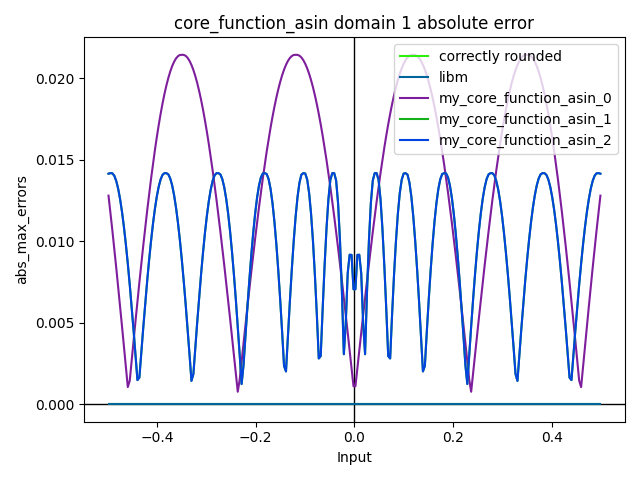 core_function_asin domain 1 absolute error
correctly rounded
libm
my_core_function_asin_0
my_core_function_asin_1
my_core_function_asin_2
abs_max_errors
0.020
0.015
0.010
0.005
0.000
−0.4
−0.2
0.0
0.2
0.4
Input